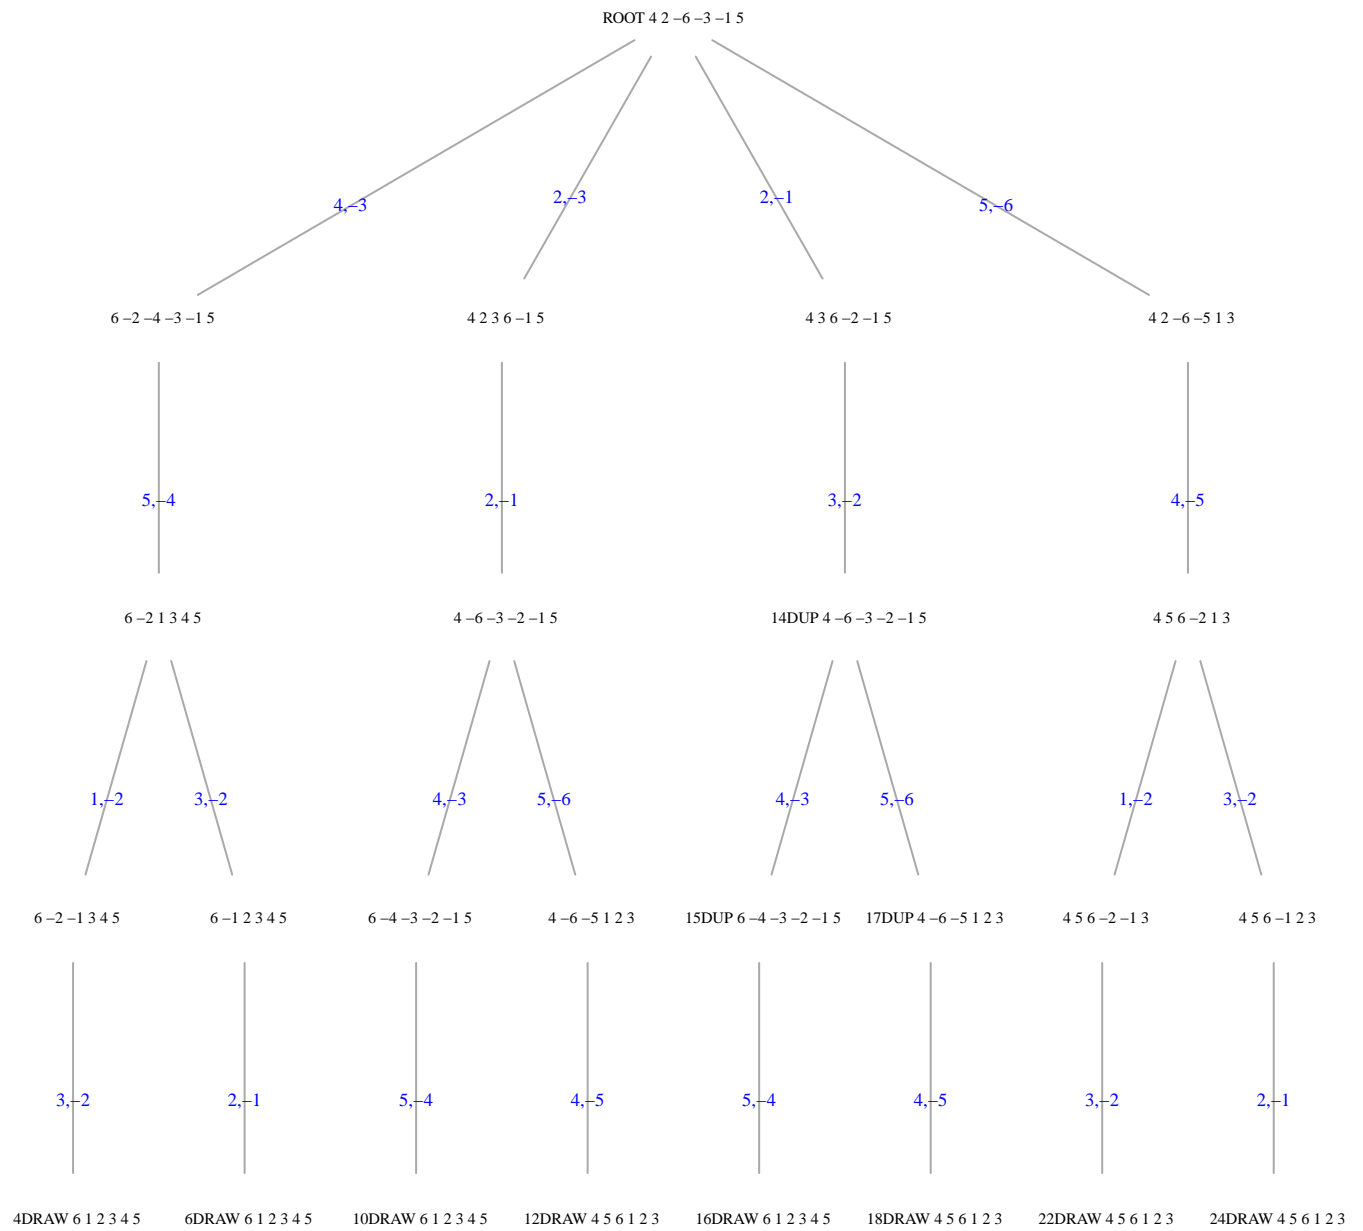 ROOT 4 2 –6 –3 –1 5
4,–3
2,–3
2,–1
5,–6
6 –2 –4 –3 –1 5
4 2 3 6 –1 5
4 3 6 –2 –1 5
4 2 –6 –5 1 3
5,–4
2,–1
3,–2
4,–5
6 –2 1 3 4 5
4 –6 –3 –2 –1 5
14DUP 4 –6 –3 –2 –1 5
4 5 6 –2 1 3
1,–2
3,–2
4,–3
5,–6
4,–3
5,–6
1,–2
3,–2
6 –2 –1 3 4 5
6 –1 2 3 4 5
6 –4 –3 –2 –1 5
4 –6 –5 1 2 3
15DUP 6 –4 –3 –2 –1 5
17DUP 4 –6 –5 1 2 3
4 5 6 –2 –1 3
4 5 6 –1 2 3
3,–2
2,–1
5,–4
4,–5
5,–4
4,–5
3,–2
2,–1
4DRAW 6 1 2 3 4 5
6DRAW 6 1 2 3 4 5
10DRAW 6 1 2 3 4 5
12DRAW 4 5 6 1 2 3
16DRAW 6 1 2 3 4 5
18DRAW 4 5 6 1 2 3
22DRAW 4 5 6 1 2 3
24DRAW 4 5 6 1 2 3